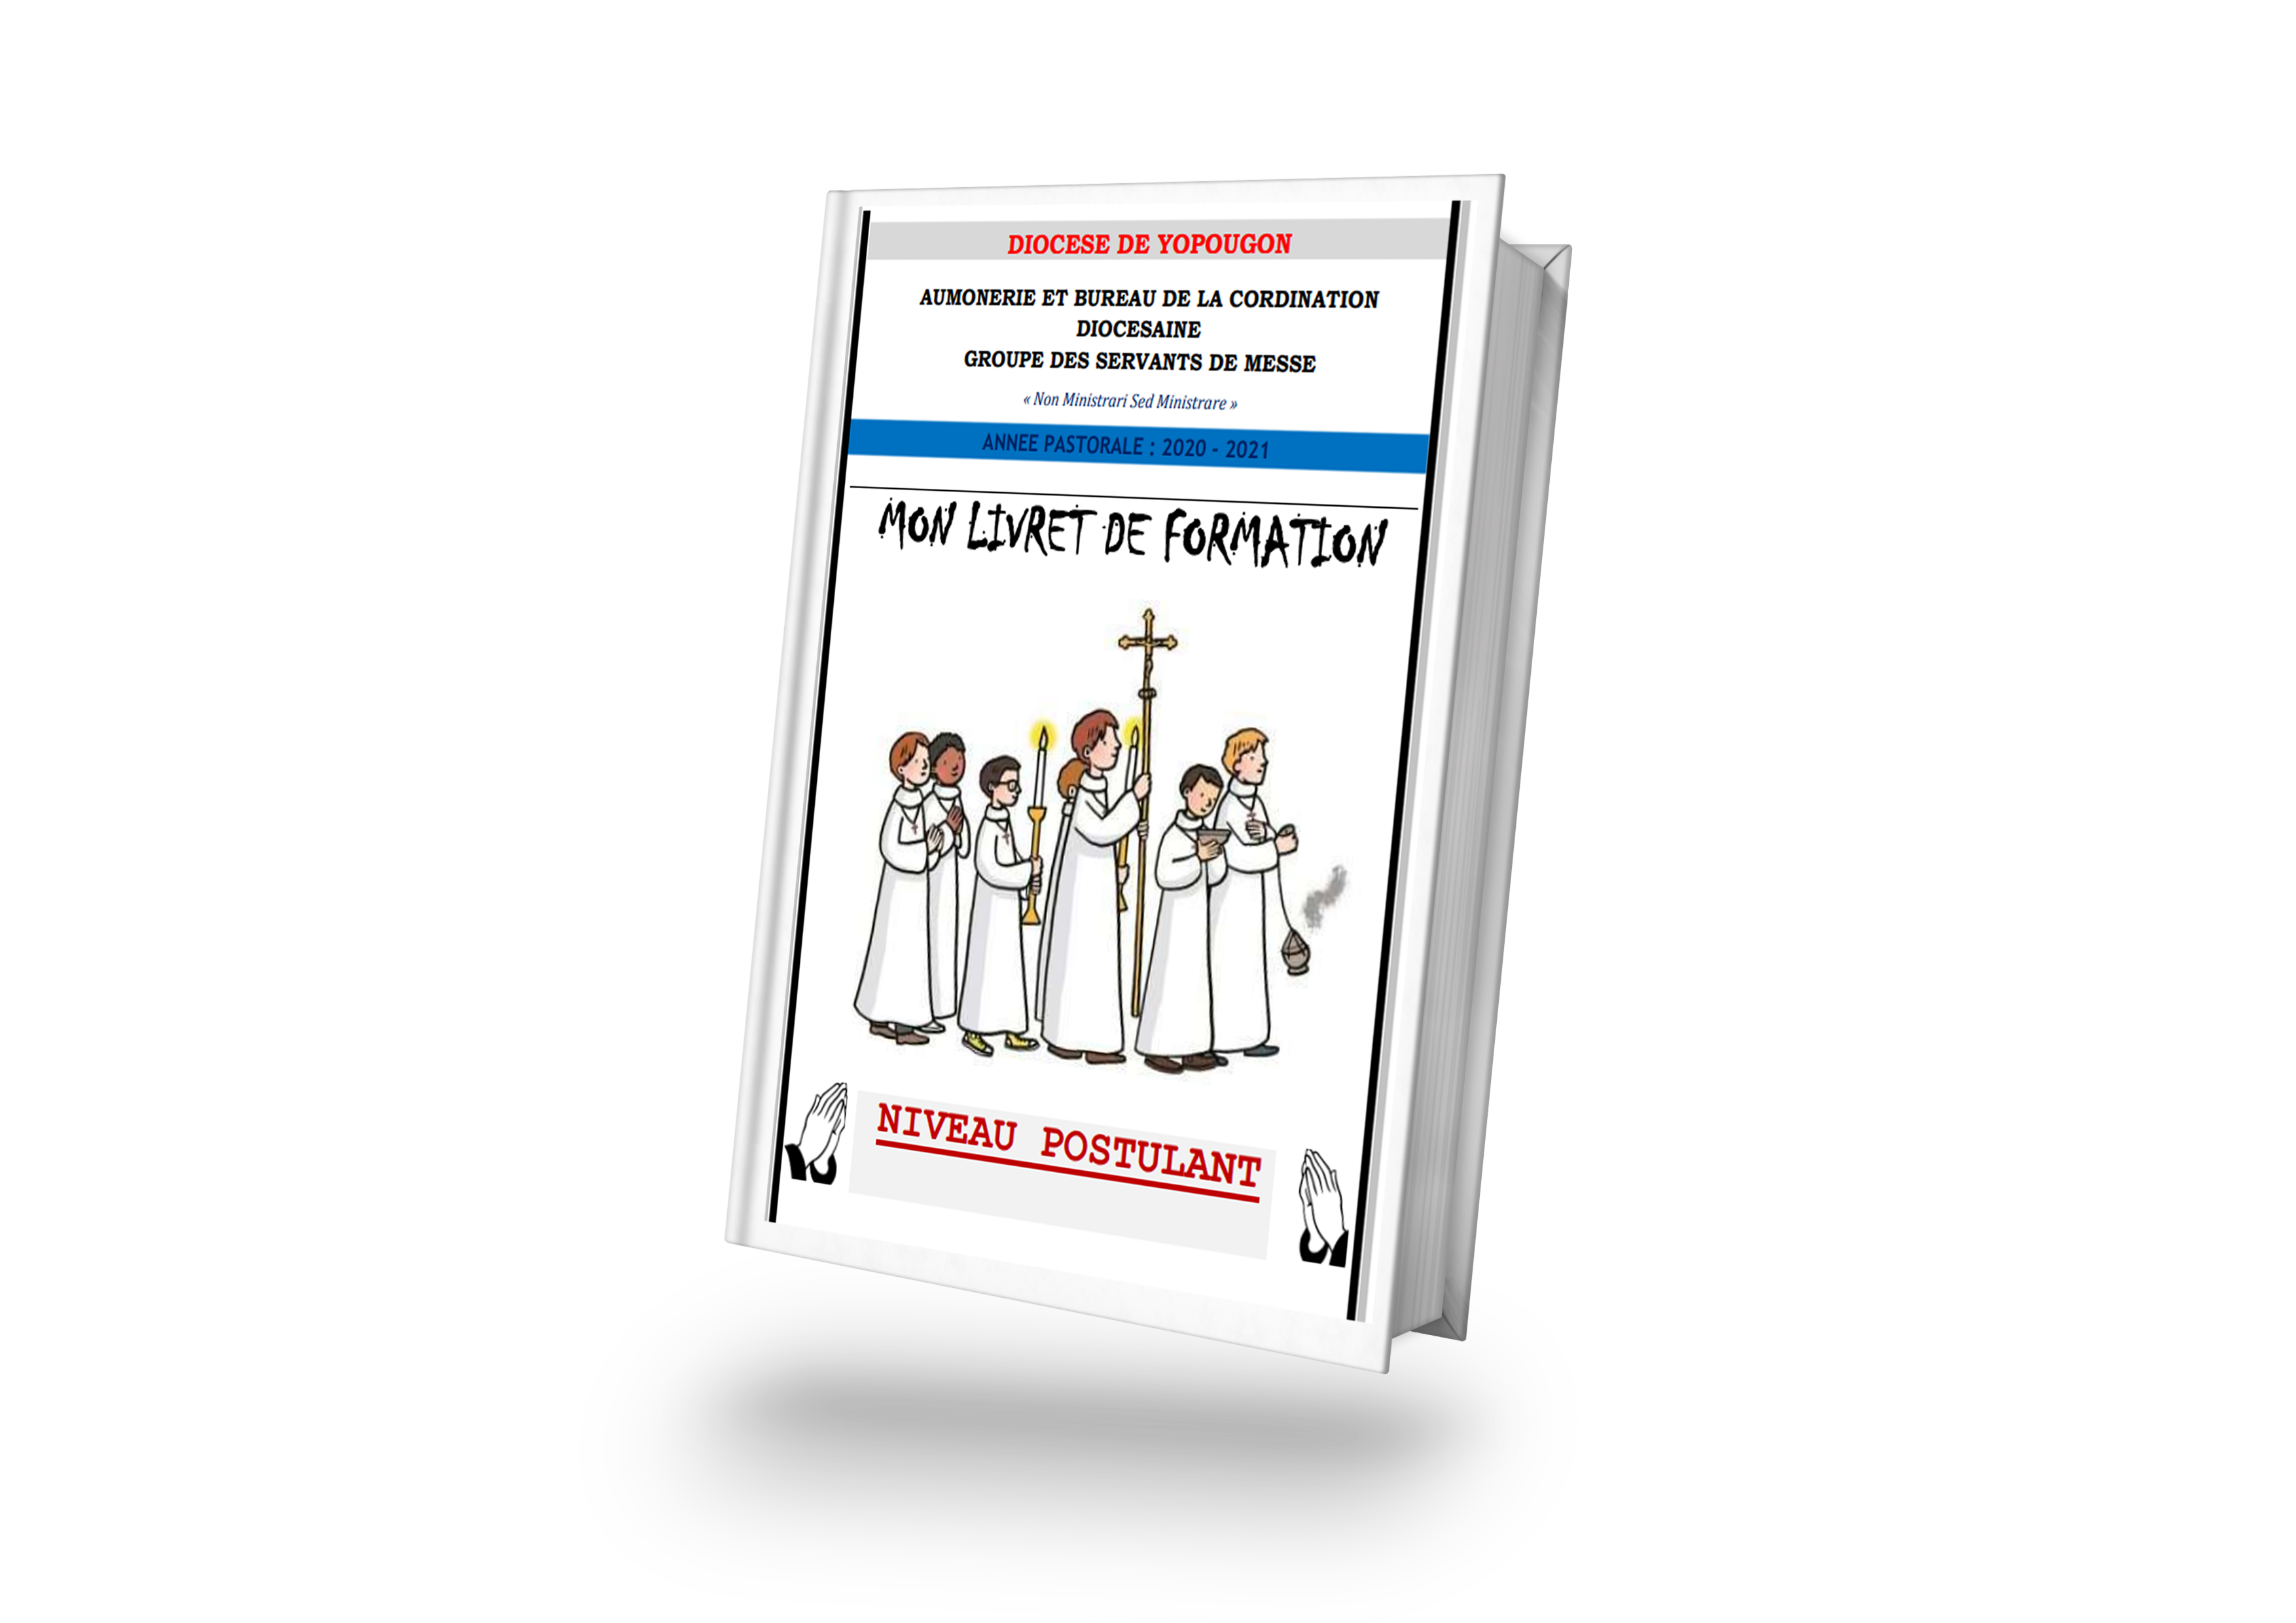 DIOCESE DE YOPOUGON
AUMONERIE ET BUREAU DE LA CORDINATION
DIOCESAINE
GROUPE DES SERVANTS DE MESSE
« Non Ministrari Sed Ministrare »
ANNEE PASTORALE : 2020 - 2021
MON LIVRET DE FORMATION
NIVEAU POSTULANT